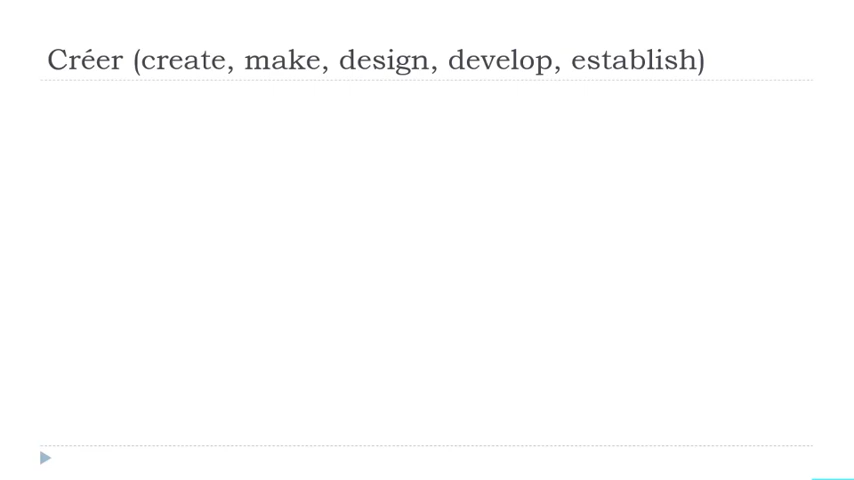 Créer (create, make, design, develop, establish)